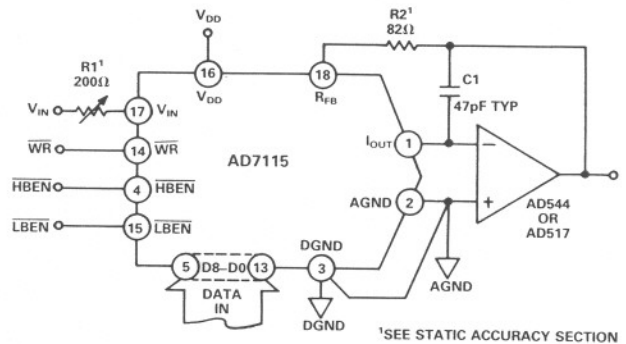 VDD
R1¹
200Ω
R2¹
82Ω
16
VDD
18
RFB
C1
47pF TYP
VIN
17
VIN
WR
14
WR
HBEN
4
HBEN
LBEN
15
LBEN
AD7115
IOUT
1
−
AGND
2
+
AD544
OR
AD517
5
D8–D0
13
DATA
IN
DGND
3
DGND
AGND
¹SEE STATIC ACCURACY SECTION